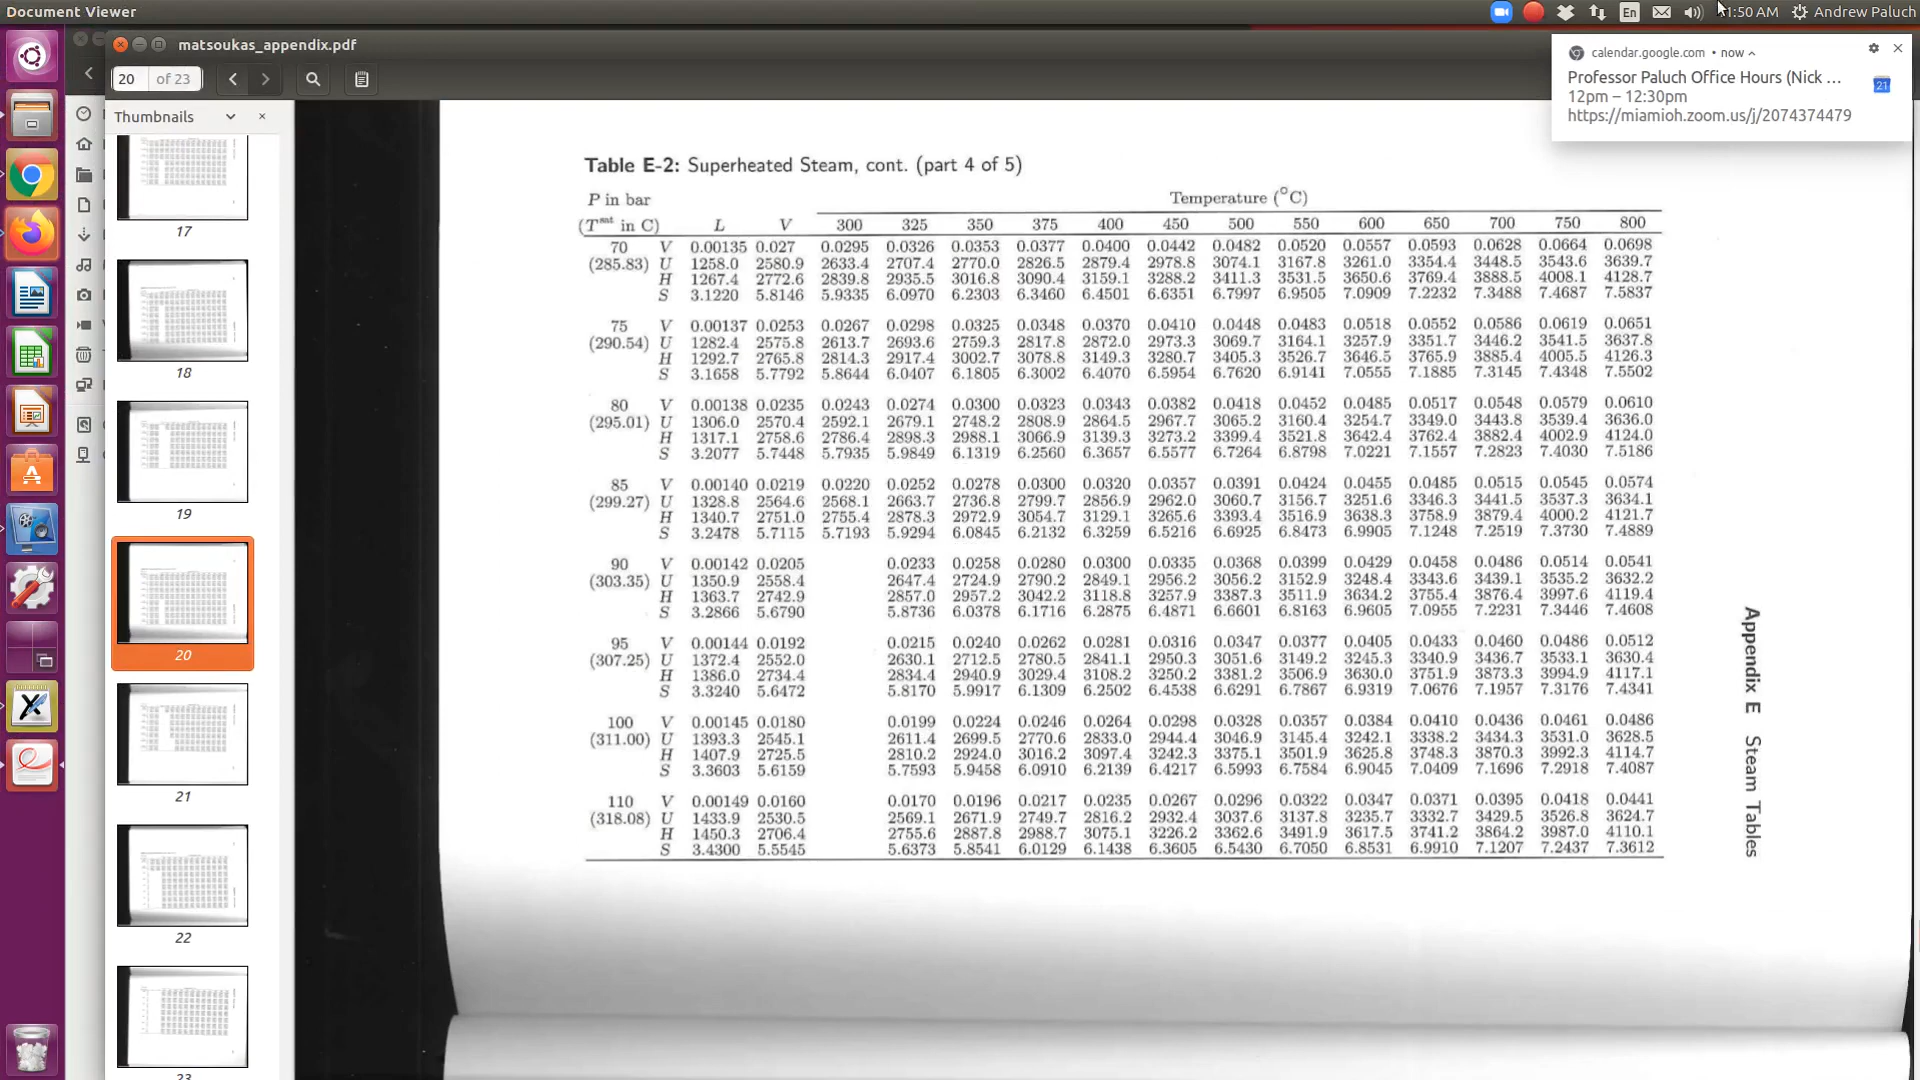 Document Viewer
En
1:50 AM
Andrew Paluch
matsoukas_appendix.pdf
20 of 23
calendar.google.com • now
Professor Paluch Office Hours (Nick ...
12pm – 12:30pm
https://miamioh.zoom.us/j/2074374479
21
Thumbnails
17
18
19
20
21
22
23
Table E-2: Superheated Steam, cont. (part 4 of 5)
P in bar Temperature (°C)
(Tsat in C) L V 300 325 350 375 400 450 500 550 600 650 700 750 800
70 V 0.00135 0.027 0.0295 0.0326 0.0353 0.0377 0.0400 0.0442 0.0482 0.0520 0.0557 0.0593 0.0628 0.0664 0.0698
(285.83) U 1258.0 2580.9 2633.4 2707.4 2770.0 2826.5 2879.4 2978.8 3074.1 3167.8 3261.0 3354.4 3448.5 3543.6 3639.7
H 1267.4 2772.6 2839.8 2935.5 3016.8 3090.4 3159.1 3288.2 3411.3 3531.5 3650.6 3769.4 3888.5 4008.1 4128.7
S 3.1220 5.8146 5.9335 6.0970 6.2303 6.3460 6.4501 6.6351 6.7997 6.9505 7.0909 7.2232 7.3488 7.4687 7.5837
75 V 0.00137 0.0253 0.0267 0.0298 0.0325 0.0348 0.0370 0.0410 0.0448 0.0483 0.0518 0.0552 0.0586 0.0619 0.0651
(290.54) U 1282.4 2575.8 2613.7 2693.6 2759.3 2817.8 2872.0 2973.3 3069.7 3164.1 3257.9 3351.7 3446.2 3541.5 3637.8
H 1292.7 2765.8 2814.3 2917.4 3002.7 3078.8 3149.3 3280.7 3405.3 3526.7 3646.5 3765.9 3885.4 4005.5 4126.3
S 3.1658 5.7792 5.8644 6.0407 6.1805 6.3002 6.4070 6.5954 6.7620 6.9141 7.0555 7.1885 7.3145 7.4348 7.5502
80 V 0.00138 0.0235 0.0243 0.0274 0.0300 0.0323 0.0343 0.0382 0.0418 0.0452 0.0485 0.0517 0.0548 0.0579 0.0610
(295.01) U 1306.0 2570.4 2592.1 2679.1 2748.2 2808.9 2864.5 2967.7 3065.2 3160.4 3254.7 3349.0 3443.8 3539.4 3636.0
H 1317.1 2758.6 2786.4 2898.3 2988.1 3066.9 3139.3 3273.2 3399.4 3521.8 3642.4 3762.4 3882.4 4002.9 4124.0
S 3.2077 5.7448 5.7935 5.9849 6.1319 6.2560 6.3657 6.5577 6.7264 6.8798 7.0221 7.1557 7.2823 7.4030 7.5186
85 V 0.00140 0.0219 0.0220 0.0252 0.0278 0.0300 0.0320 0.0357 0.0391 0.0424 0.0455 0.0485 0.0515 0.0545 0.0574
(299.27) U 1328.8 2564.6 2568.1 2663.7 2736.8 2799.7 2856.9 2962.0 3060.7 3156.7 3251.6 3346.3 3441.5 3537.3 3634.1
H 1340.7 2751.0 2755.4 2878.3 2972.9 3054.7 3129.1 3265.6 3393.4 3516.9 3638.3 3758.9 3879.4 4000.2 4121.7
S 3.2478 5.7115 5.7193 5.9294 6.0845 6.2132 6.3259 6.5216 6.6925 6.8473 6.9905 7.1248 7.2519 7.3730 7.4889
90 V 0.00142 0.0205 0.0233 0.0258 0.0280 0.0300 0.0335 0.0368 0.0399 0.0429 0.0458 0.0486 0.0514 0.0541
(303.35) U 1350.9 2558.4 2647.4 2724.9 2790.2 2849.1 2956.2 3056.2 3152.9 3248.4 3343.6 3439.1 3535.2 3632.2
H 1363.7 2742.9 2857.0 2957.2 3042.2 3118.8 3257.9 3387.3 3511.9 3634.2 3755.4 3876.4 3997.6 4119.4
S 3.2866 5.6790 5.8736 6.0378 6.1716 6.2875 6.4871 6.6601 6.8163 6.9605 7.0955 7.2231 7.3446 7.4608
95 V 0.00144 0.0192 0.0215 0.0240 0.0262 0.0281 0.0316 0.0347 0.0377 0.0405 0.0433 0.0460 0.0486 0.0512
(307.25) U 1372.4 2552.0 2630.1 2712.5 2780.5 2841.1 2950.3 3051.6 3149.2 3245.3 3340.9 3436.7 3533.1 3630.4
H 1386.0 2734.4 2834.4 2940.9 3029.4 3108.2 3250.2 3381.2 3506.9 3630.0 3751.9 3873.3 3994.9 4117.1
S 3.3240 5.6472 5.8170 5.9917 6.1309 6.2502 6.4538 6.6291 6.7867 6.9319 7.0676 7.1957 7.3176 7.4341
100 V 0.00145 0.0180 0.0199 0.0224 0.0246 0.0264 0.0298 0.0328 0.0357 0.0384 0.0410 0.0436 0.0461 0.0486
(311.00) U 1393.3 2545.1 2611.4 2699.5 2770.6 2833.0 2944.4 3046.9 3145.4 3242.1 3338.2 3434.3 3531.0 3628.5
H 1407.9 2725.5 2810.2 2924.0 3016.2 3097.4 3242.3 3375.1 3501.9 3625.8 3748.3 3870.3 3992.3 4114.7
S 3.3603 5.6159 5.7593 5.9458 6.0910 6.2139 6.4217 6.5993 6.7584 6.9045 7.0409 7.1696 7.2918 7.4087
110 V 0.00149 0.0160 0.0170 0.0196 0.0217 0.0235 0.0267 0.0296 0.0322 0.0347 0.0371 0.0395 0.0418 0.0441
(318.08) U 1433.9 2530.5 2569.1 2671.9 2749.7 2816.2 2932.4 3037.6 3137.8 3235.7 3332.7 3429.5 3526.8 3624.7
H 1450.3 2706.4 2755.6 2887.8 2988.7 3075.1 3226.2 3362.6 3491.9 3617.5 3741.2 3864.2 3987.0 4110.1
S 3.4300 5.5545 5.6373 5.8541 6.0129 6.1438 6.3605 6.5430 6.7050 6.8531 6.9910 7.1207 7.2437 7.3612
Appendix E Steam Tables